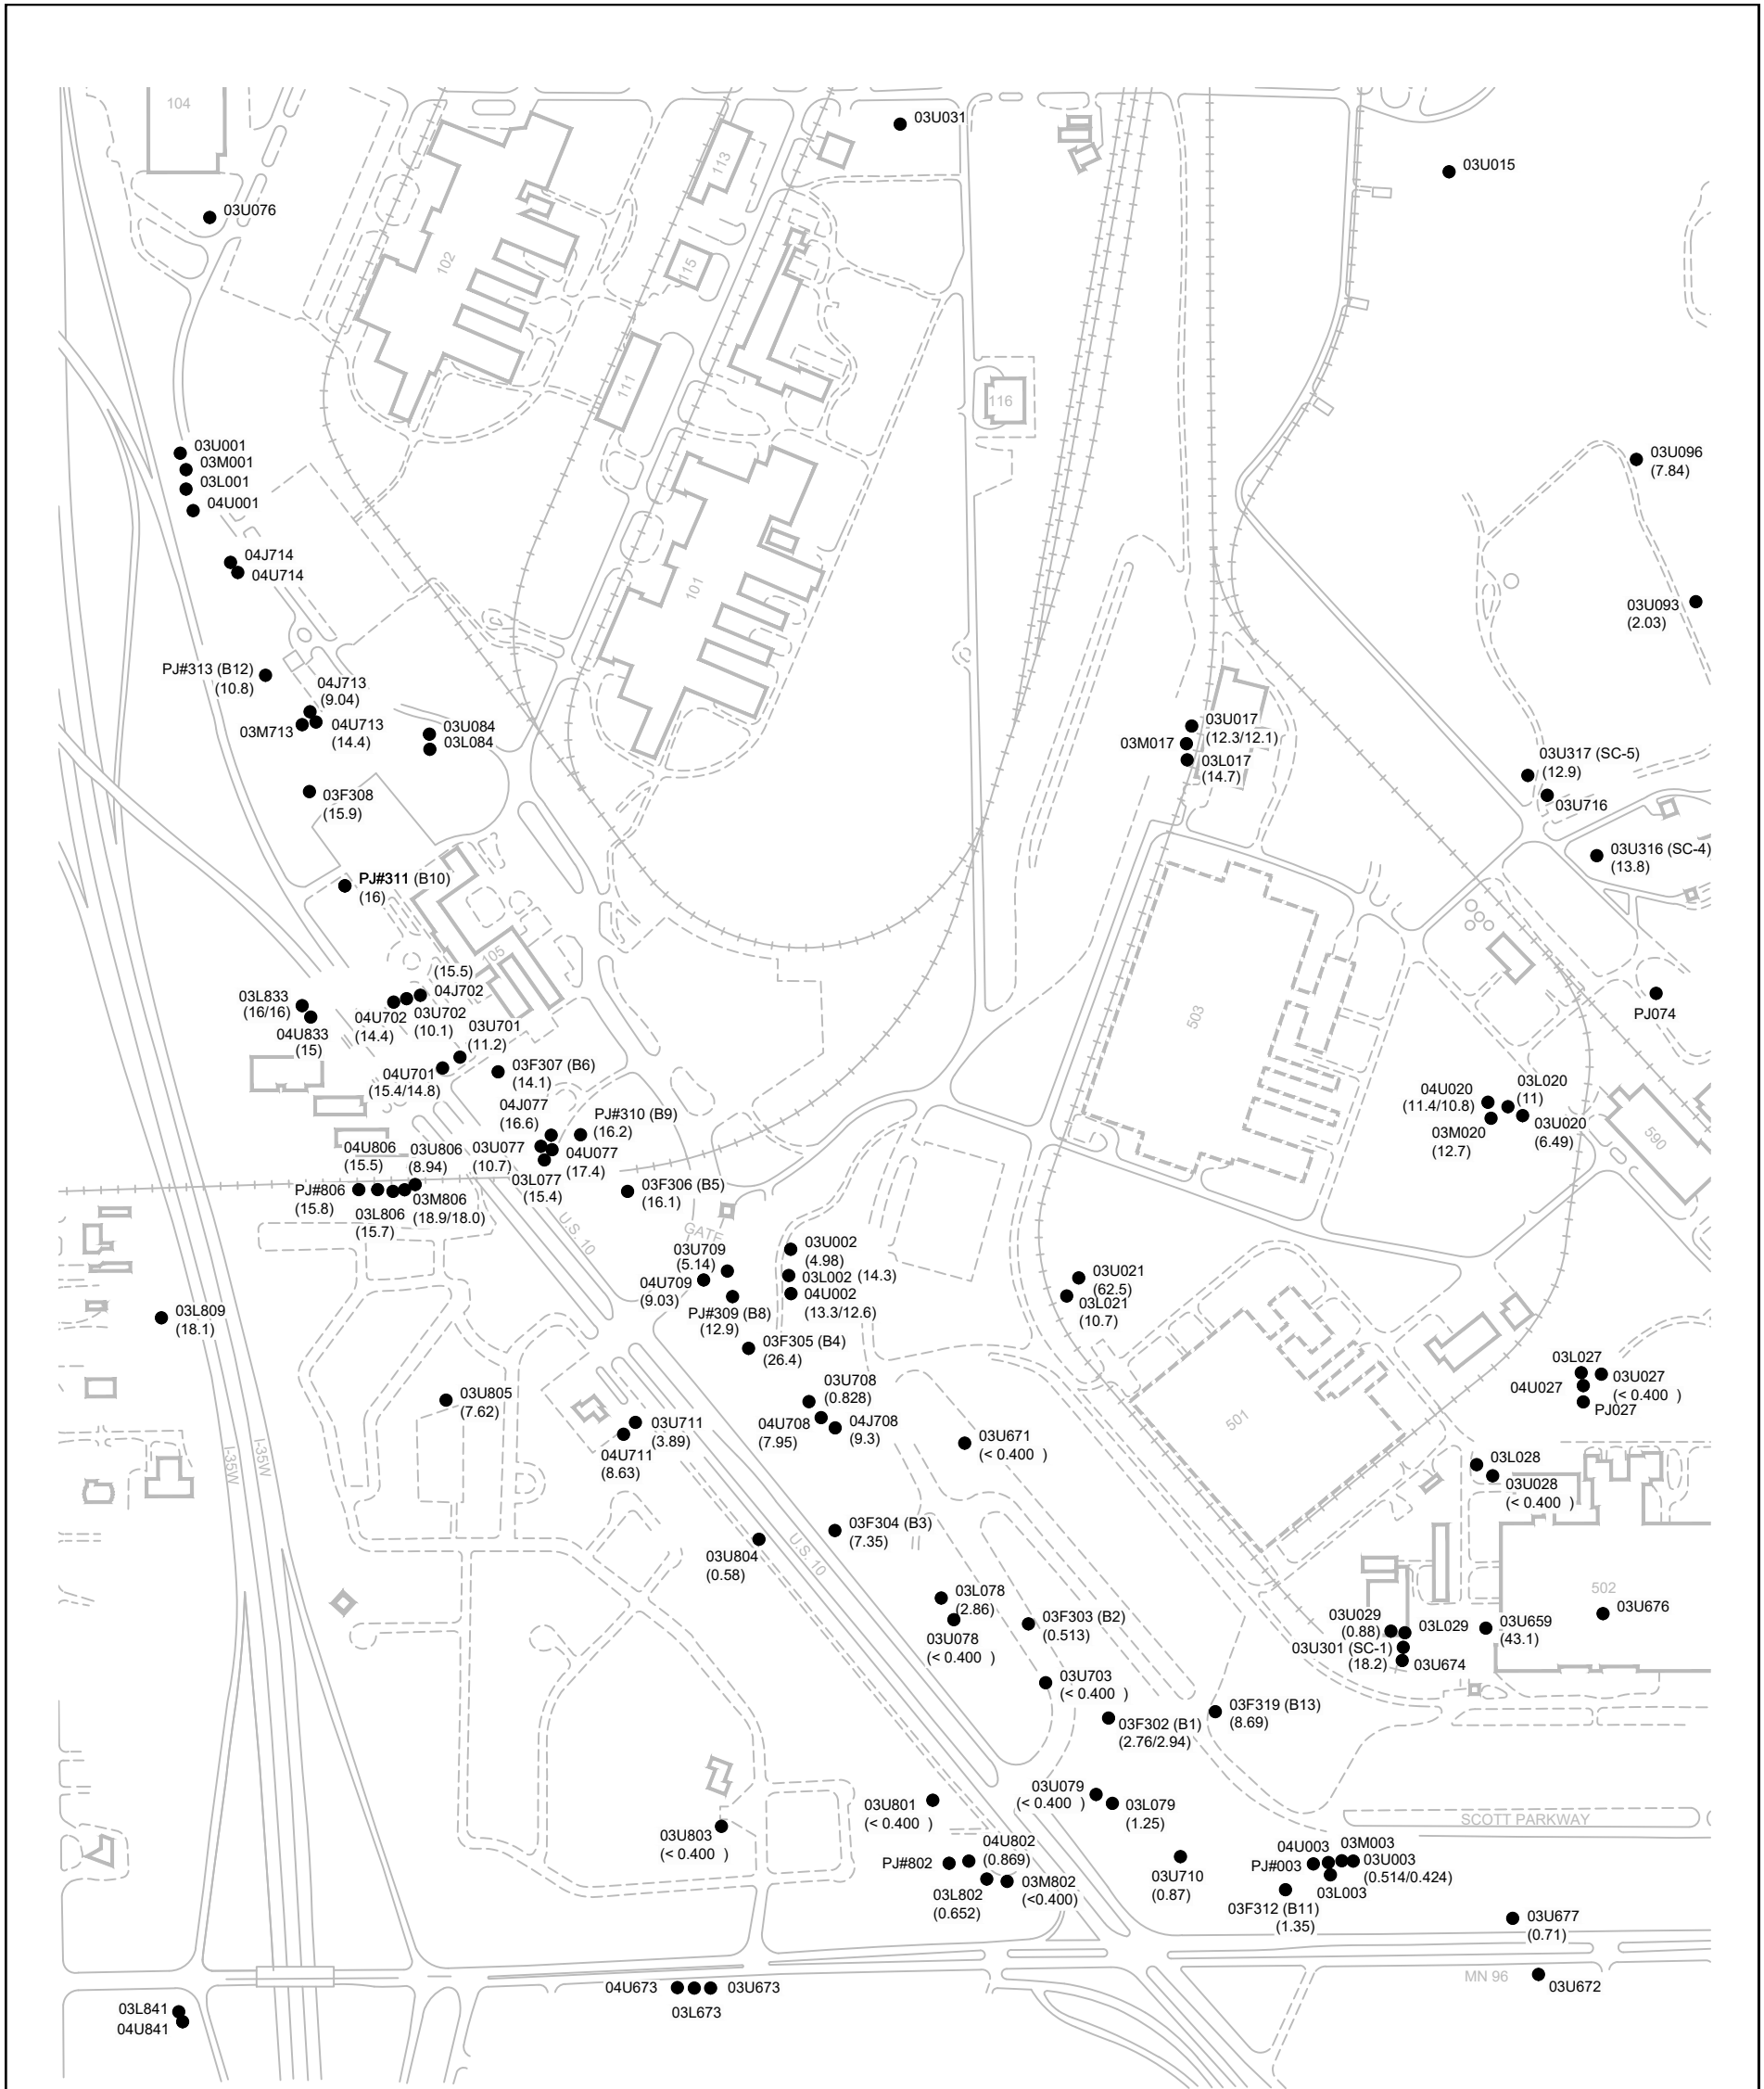 104
03U031
03U015
113
03U076
102
115
111
116
03U001
03M001
03L001
04U001
03U096
(7.84)
04J714
04U714
101
03U093
(2.03)
PJ#313 (B12)
(10.8)
04J713
(9.04)
03M713
04U713
(14.4)
03U084
03L084
03U017
(12.3/12.1)
03M017
03L017
(14.7)
03U317 (SC-5)
(12.9)
03U716
03F308
(15.9)
03U316 (SC-4)
(13.8)
PJ#311 (B10)
(16)
105
(15.5)
04J702
03L833
(16/16)
04U833
(15)
04U702
(14.4)
03U702
(10.1)
03U701
(11.2)
503
PJ074
04U701
(15.4/14.8)
03F307 (B6)
(14.1)
04J077
(16.6)
PJ#310 (B9)
(16.2)
04U020
(11.4/10.8)
03L020
(11)
03U020
(6.49)
03M020
(12.7)
590
04U806
(15.5)
03U806
(8.94)
03U077
(10.7)
04U077
(17.4)
03L077
(15.4)
PJ#806
(15.8)
03L806
(15.7)
03M806
(18.9/18.0)
03F306 (B5)
(16.1)
U.S. 10
GATE
03U709
(5.14)
03U002
(4.98)
04U709
(9.03)
03L002 (14.3)
04U002
(13.3/12.6)
PJ#309 (B8)
(12.9)
03U021
(62.5)
03L021
(10.7)
03L809
(18.1)
03F305 (B4)
(26.4)
03L027
03U027
(< 0.400 )
04U027
PJ027
03U805
(7.62)
03U708
(0.828)
04U708
(7.95)
04J708
(9.3)
03U711
(3.89)
04U711
(8.63)
501
03U671
(< 0.400 )
I-35W
I-35W
03L028
03U028
(< 0.400 )
03F304 (B3)
(7.35)
03U804
(0.58)
U.S. 10
502
03L078
(2.86)
03U078
(< 0.400 )
03F303 (B2)
(0.513)
03U029
(0.88)
03L029
03U659
(43.1)
03U676
03U301 (SC-1)
(18.2)
03U674
03U703
(< 0.400 )
03F302 (B1)
(2.76/2.94)
03F319 (B13)
(8.69)
03U079
(< 0.400 )
03L079
(1.25)
03U801
(< 0.400 )
SCOTT PARKWAY
03U803
(< 0.400 )
04U802
(0.869)
PJ#802
03L802
(0.652)
03M802
(<0.400)
03U710
(0.87)
04U003
03M003
PJ#003
03U003
(0.514/0.424)
03L003
03F312 (B11)
(1.35)
03U677
(0.71)
MN 96
03U672
04U673
03U673
03L673
03L841
04U841